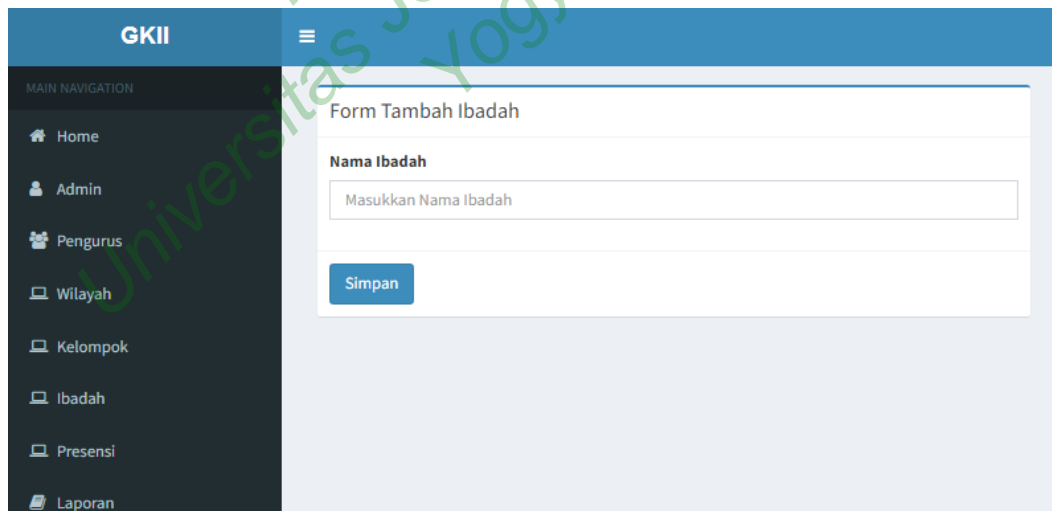 GKII
MAIN NAVIGATION
Home
Admin
Pengurus
Wilayah
Kelompok
Ibadah
Presensi
Laporan
Form Tambah Ibadah
Nama Ibadah
Masukkan Nama Ibadah
Simpan
Universitas